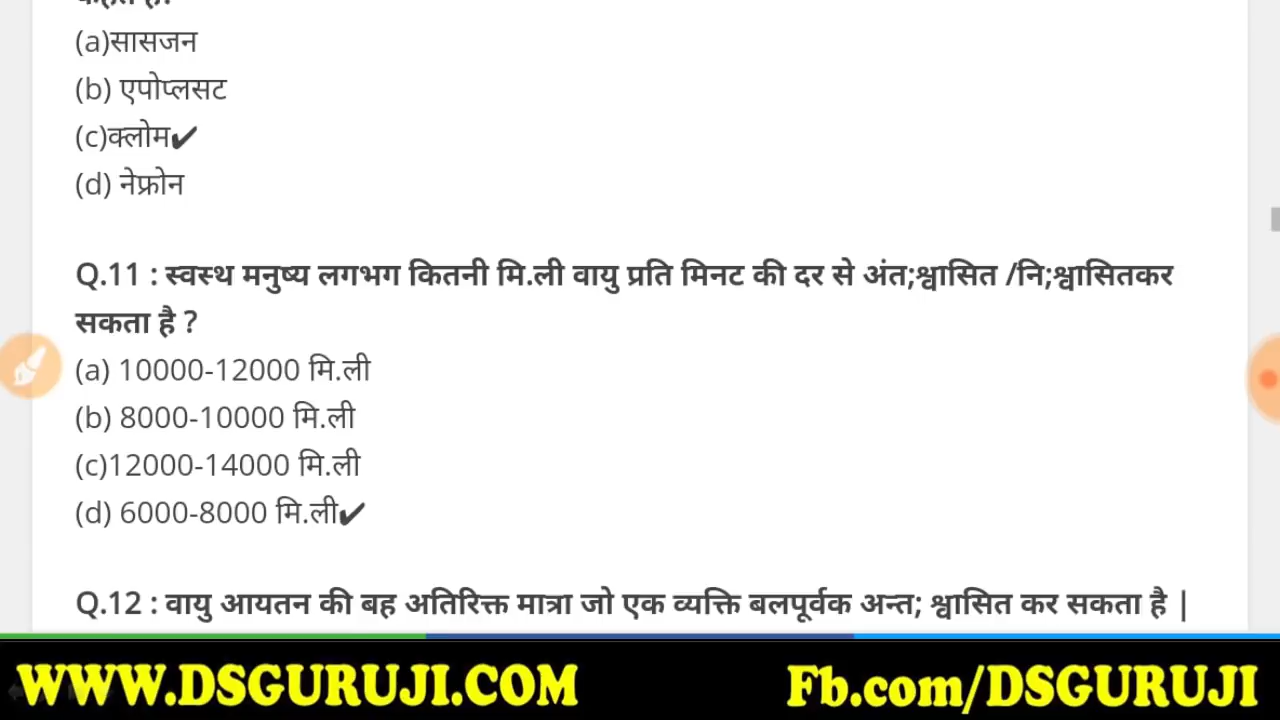 (a)सासजन
(b) एपोप्लसट
(c)क्लोम✔
(d) नेफ्रोन
Q.11 : स्वस्थ मनुष्य लगभग कितनी मि.ली वायु प्रति मिनट की दर से अंत;श्वासित /नि;श्वासितकर
सकता है ?
(a) 10000-12000 मि.ली
(b) 8000-10000 मि.ली
(c)12000-14000 मि.ली
(d) 6000-8000 मि.ली✔
Q.12 : वायु आयतन की बह अतिरिक्त मात्रा जो एक व्यक्ति बलपूर्वक अन्त; श्वासित कर सकता है |
WWW.DSGURUJI.COM Fb.com/DSGURUJI